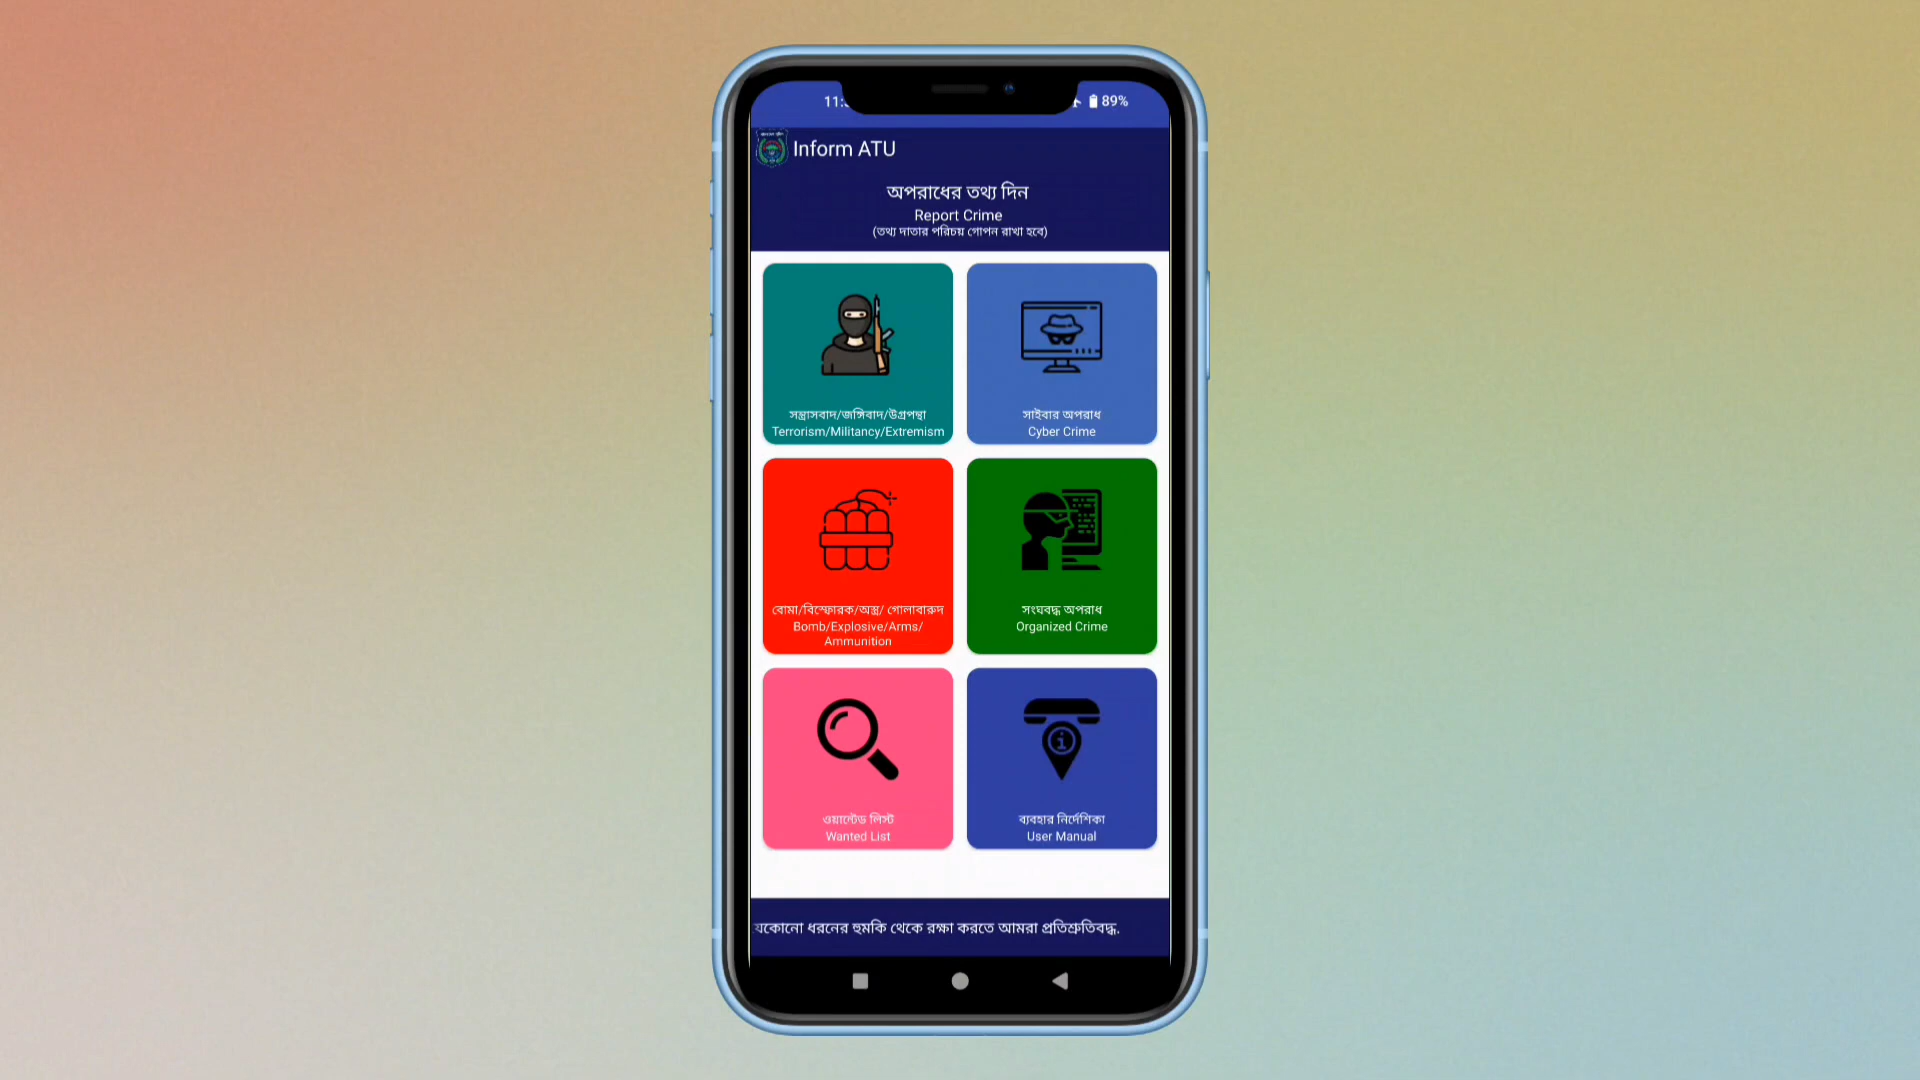 89%
Inform ATU
অপরাধের তথ্য দিন
Report Crime
(তথ্য দাতার পরিচয় গোপন রাখা হবে)
সন্ত্রাসবাদ/জঙ্গিবাদ/উগ্রপন্থা
Terrorism/Militancy/Extremism
সাইবার অপরাধ
Cyber Crime
বোমা/বিস্ফোরক/অস্ত্র/ গোলাবারুদ
Bomb/Explosive/Arms/
Ammunition
সংঘবদ্ধ অপরাধ
Organized Crime
ওয়ান্টেড লিস্ট
Wanted List
ব্যবহার নির্দেশিকা
User Manual
যেকোনো ধরনের হুমকি থেকে রক্ষা করতে আমরা প্রতিশ্রুতিবদ্ধ.